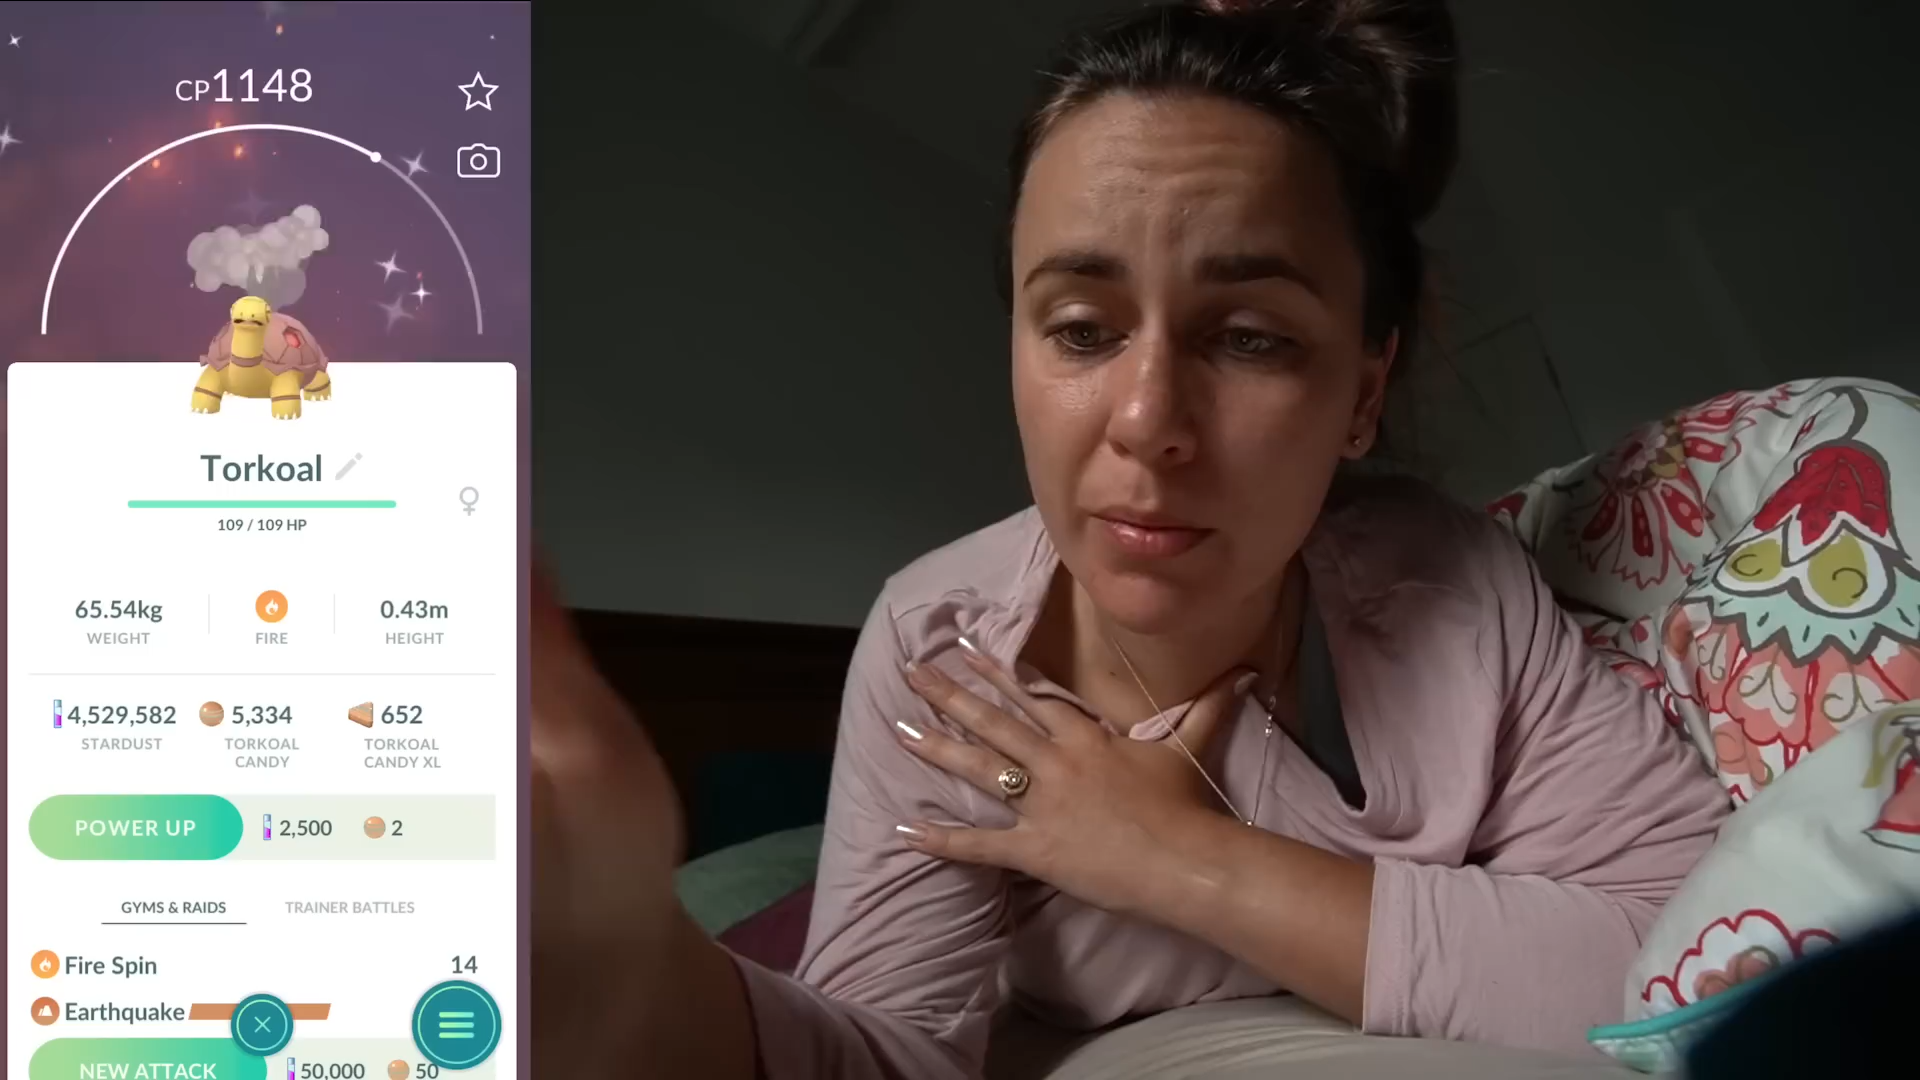 CP1148
Torkoal
109 / 109 HP
65.54kg
WEIGHT
FIRE
0.43m
HEIGHT
4,529,582
STARDUST
5,334
TORKOAL
CANDY
652
TORKOAL
CANDY XL
POWER UP
2,500
2
GYMS & RAIDS
TRAINER BATTLES
Fire Spin
14
Earthquake
NEW ATTACK
50,000
50